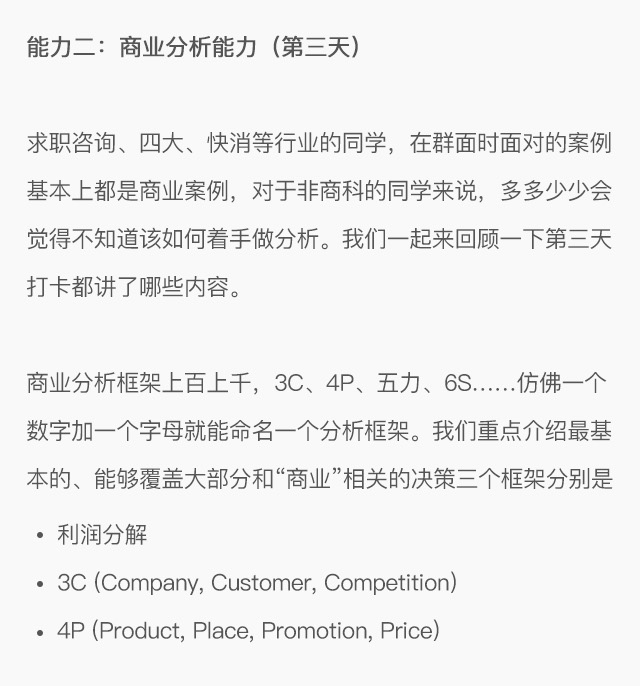 能力二：商业分析能力（第三天）
求职咨询、四大、快消等行业的同学，在群面时面对的案例
基本上都是商业案例，对于非商科的同学来说，多多少少会
觉得不知道该如何着手做分析。我们一起来回顾一下第三天
打卡都讲了哪些内容。
商业分析框架上百上千，3C、4P、五力、6S……仿佛一个
数字加一个字母就能命名一个分析框架。我们重点介绍最基
本的、能够覆盖大部分和“商业”相关的决策三个框架分别是
• 利润分解
• 3C (Company, Customer, Competition)
• 4P (Product, Place, Promotion, Price)